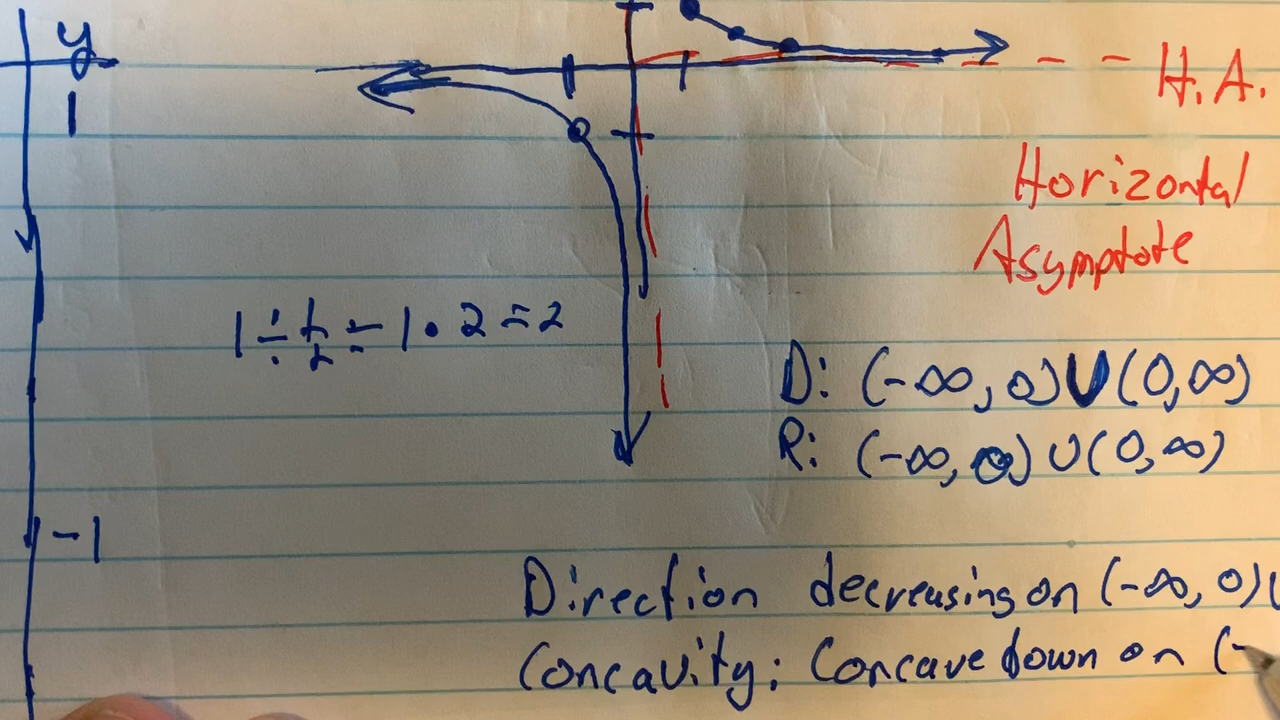 y
1
H.A.
Horizontal
Asymptote
1 ÷ 1/2 = 1 • 2 = 2
D: (-∞, 0)U(0,∞)
R: (-∞, 0) U(0,∞)
-1
Direction decreasing on (-∞, 0)U
Concavity: Concave down on (-